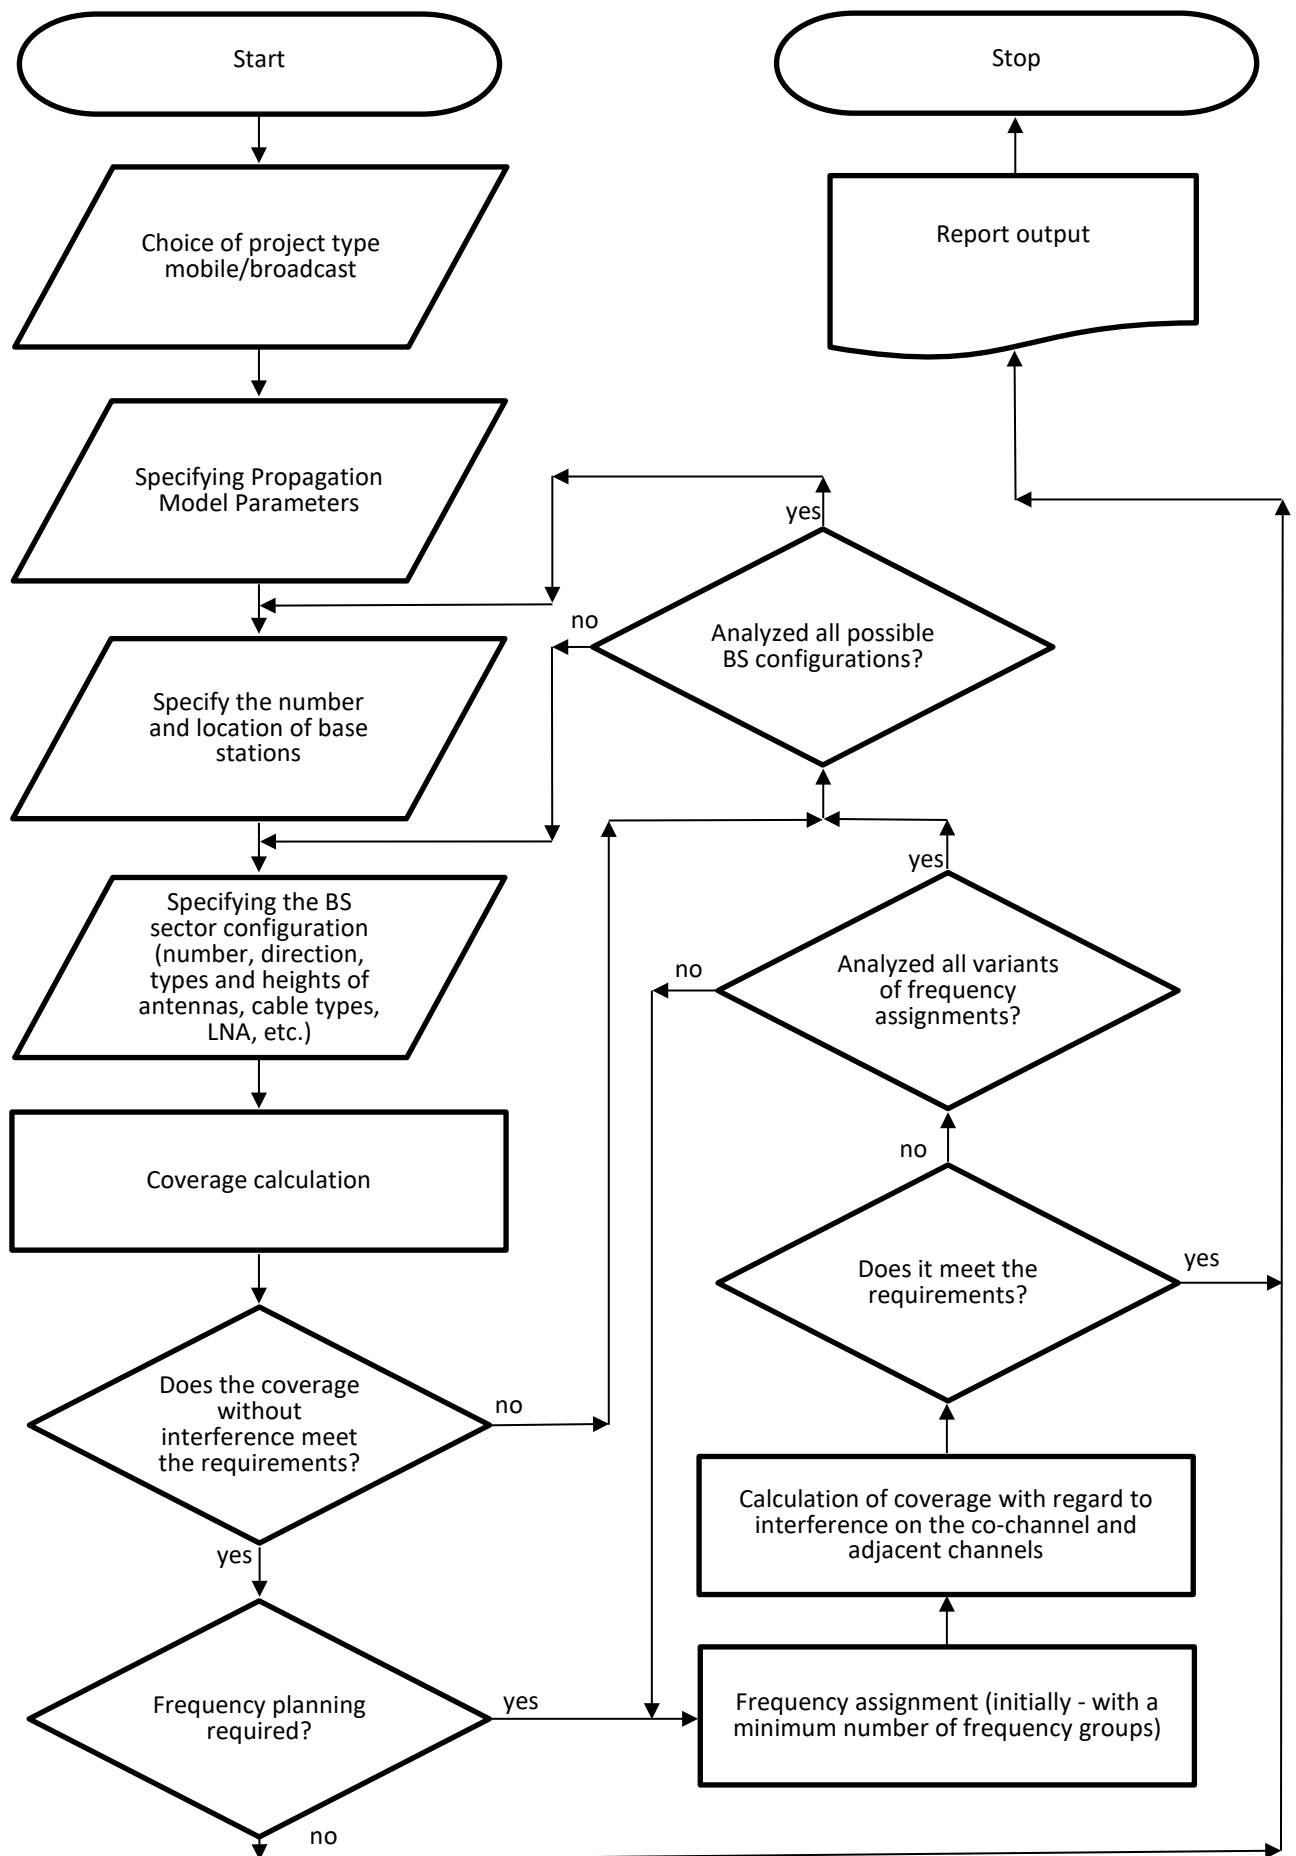 Start
Choice of project type
mobile/broadcast
Specifying Propagation
Model Parameters
Specify the number
and location of base
stations
Specifying the BS
sector configuration
(number, direction,
types and heights of
antennas, cable types,
LNA, etc.)
Coverage calculation
Does the coverage
without
interference meet
the requirements?
no
yes
Frequency planning
required?
yes
no
Frequency assignment (initially - with a
minimum number of frequency groups)
Calculation of coverage with regard to
interference on the co-channel and
adjacent channels
Does it meet the
requirements?
yes
no
Analyzed all variants
of frequency
assignments?
no
yes
Analyzed all possible
BS configurations?
no
yes
Report output
Stop